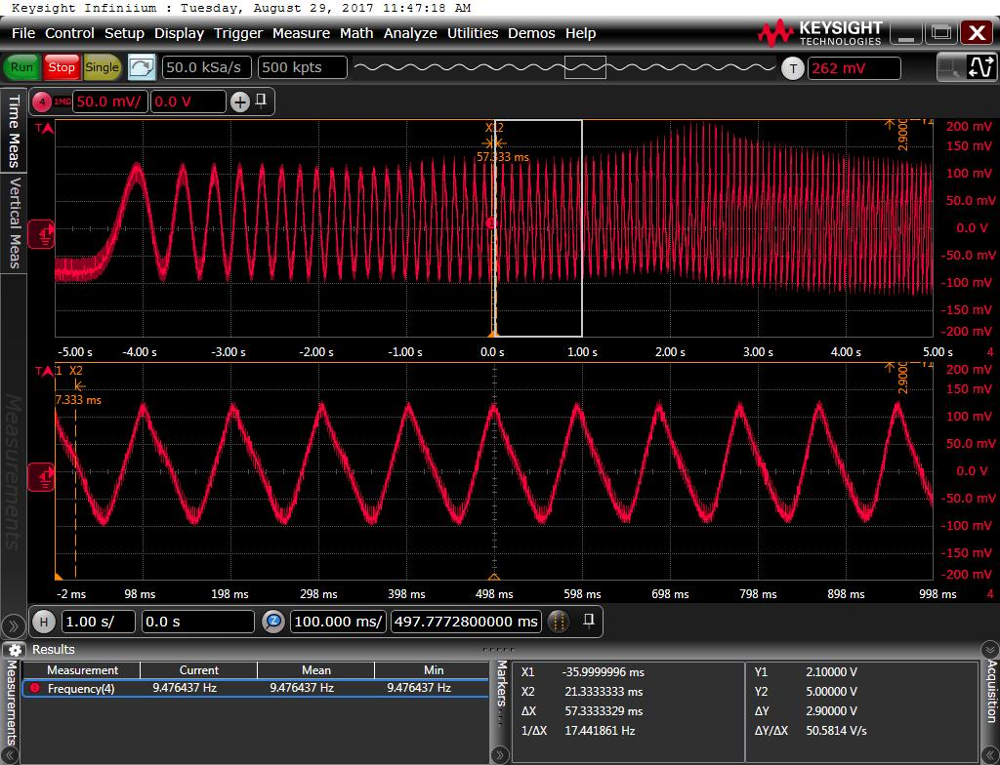 Keysight Infiniium : Tuesday, August 29, 2017 11:47:18 AM
File Control Setup Display Trigger Measure Math Analyze Utilities Demos Help
KEYSIGHT
TECHNOLOGIES
Run Stop Single 50.0 kSa/s 500 kpts T 262 mV
4 1MΩ 50.0 mV/ 0.0 V
Time Meas
Vertical Meas
Measurements
T
X12
57.333 ms
2.9000
Y1
200 mV
150 mV
100 mV
50.0 mV
0.0 V
-50.0 mV
-100 mV
-150 mV
-200 mV
-5.00 s -4.00 s -3.00 s -2.00 s -1.00 s 0.0 s 1.00 s 2.00 s 3.00 s 4.00 s 5.00 s 4
T
1 X2
7.333 ms
2.9000
Y1
200 mV
150 mV
100 mV
50.0 mV
0.0 V
-50.0 mV
-100 mV
-150 mV
-200 mV
-2 ms 98 ms 198 ms 298 ms 398 ms 498 ms 598 ms 698 ms 798 ms 898 ms 998 ms 4
H 1.00 s/ 0.0 s Z 100.000 ms/ 497.7772800000 ms
Results
Measurements
Measurement Current Mean Min
Frequency(4) 9.476437 Hz 9.476437 Hz 9.476437 Hz
Markers
X1 -35.9999996 ms
X2 21.3333333 ms
ΔX 57.3333329 ms
1/ΔX 17.441861 Hz
Y1 2.10000 V
Y2 5.00000 V
ΔY 2.90000 V
ΔY/ΔX 50.5814 V/s
Acquisition